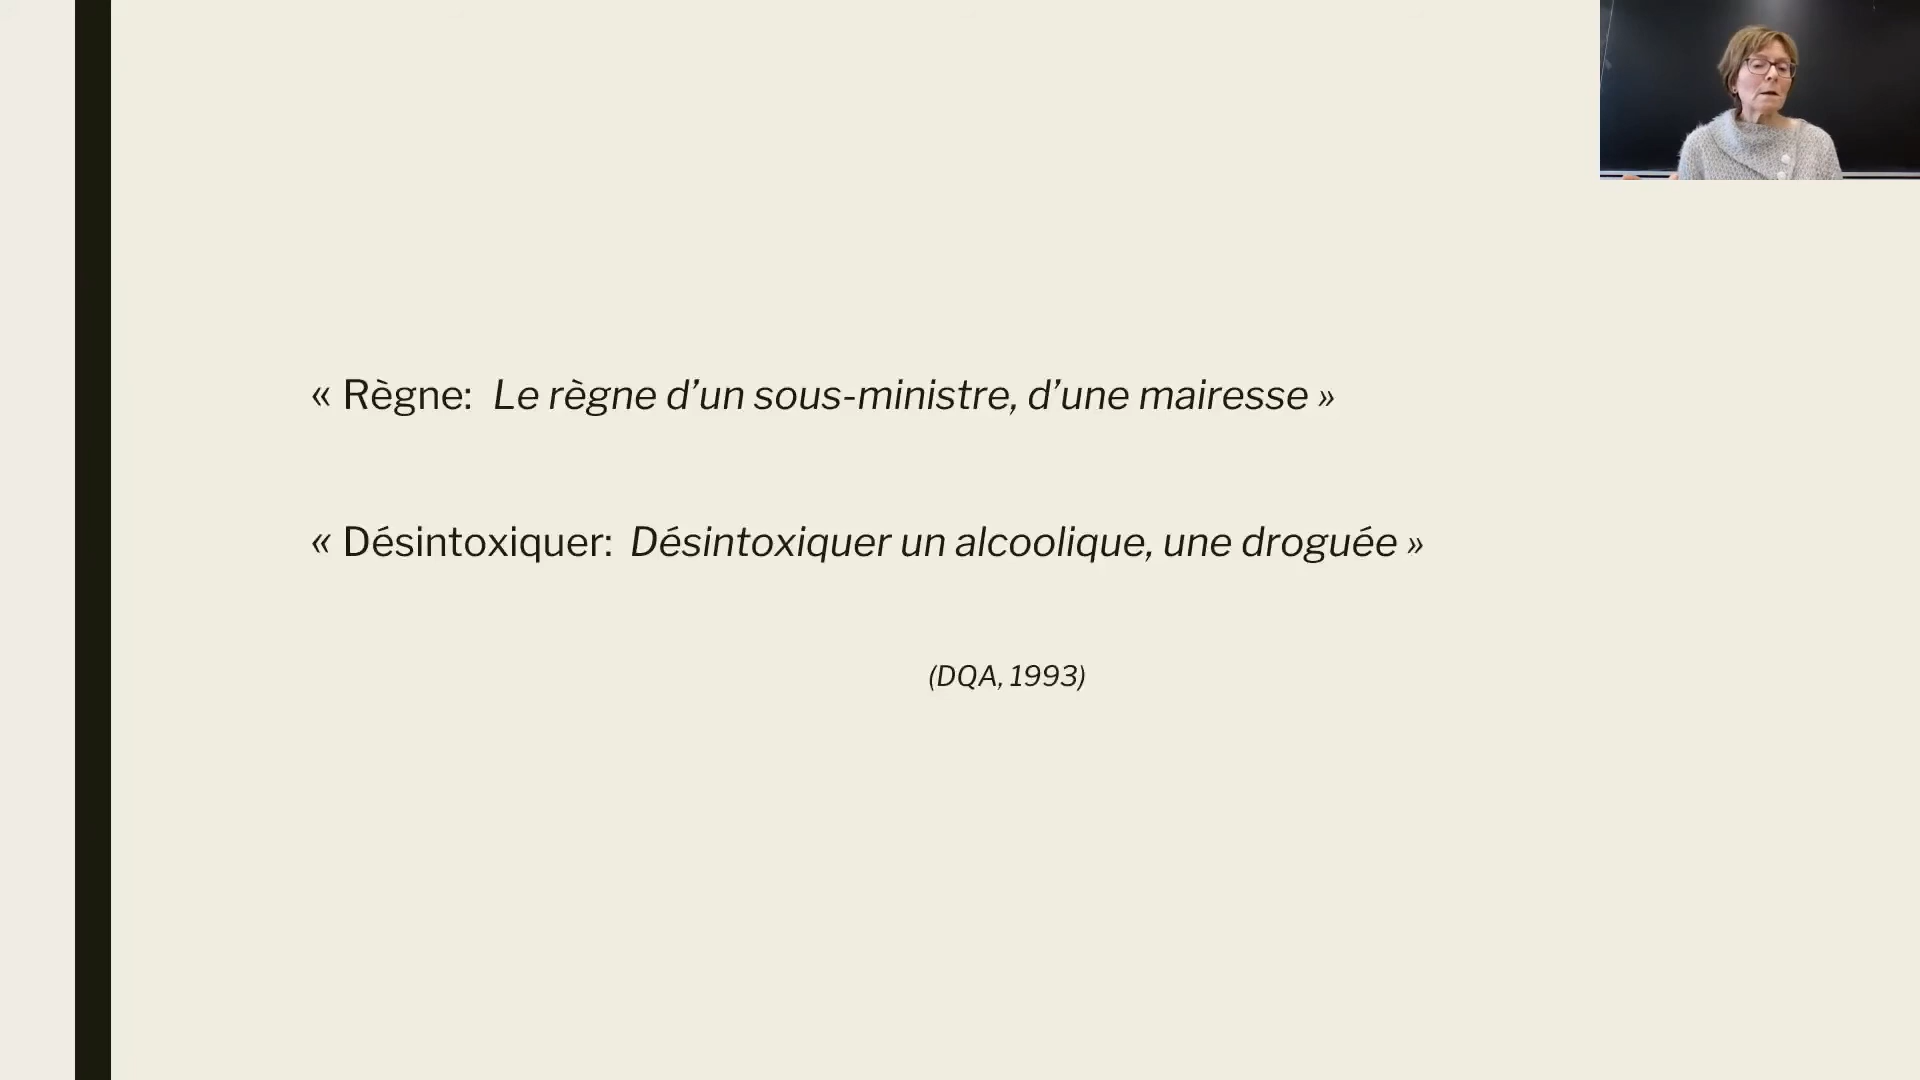 « Règne: Le règne d’un sous-ministre, d’une mairesse »
« Désintoxiquer: Désintoxiquer un alcoolique, une droguée »
(DQA, 1993)